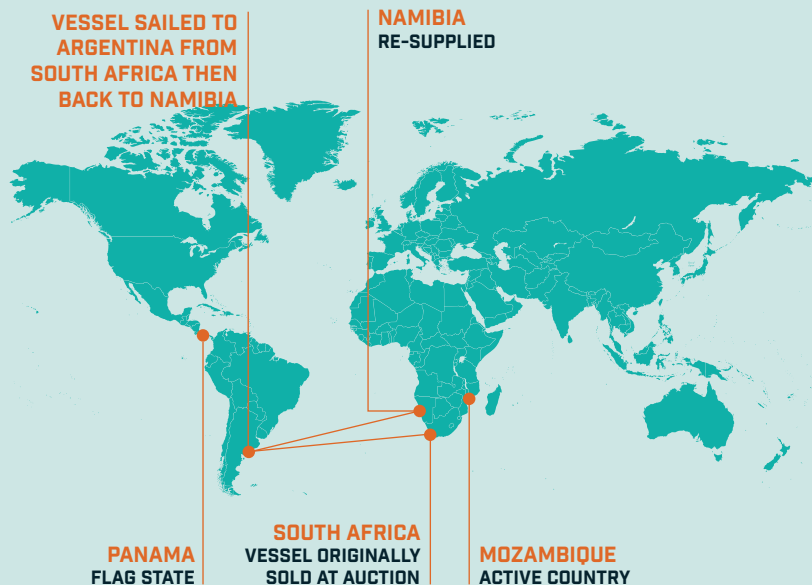 VESSEL SAILED TO
ARGENTINA FROM
SOUTH AFRICA THEN
BACK TO NAMIBIA
NAMIBIA
RE-SUPPLIED
PANAMA
FLAG STATE
SOUTH AFRICA
VESSEL ORIGINALLY
SOLD AT AUCTION
MOZAMBIQUE
ACTIVE COUNTRY